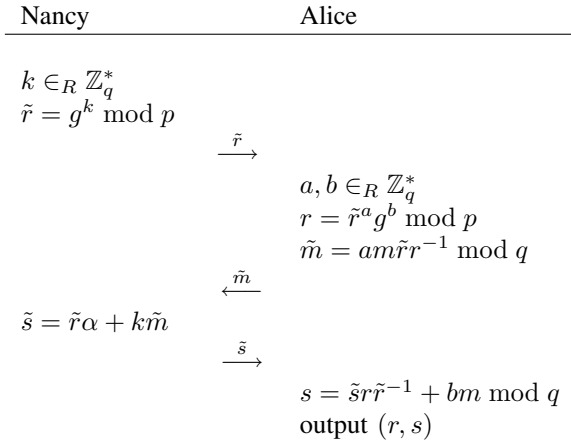 Nancy Alice
k ∈_R ℤ*_q
r̃ = g^k mod p
r̃ ⟶
a, b ∈_R ℤ*_q
r = r̃^a g^b mod p
m̃ = amr̃r^{-1} mod q
m̃ ⟵
s̃ = r̃α + km̃
s̃ ⟶
s = s̃rr̃^{-1} + bm mod q
output (r, s)